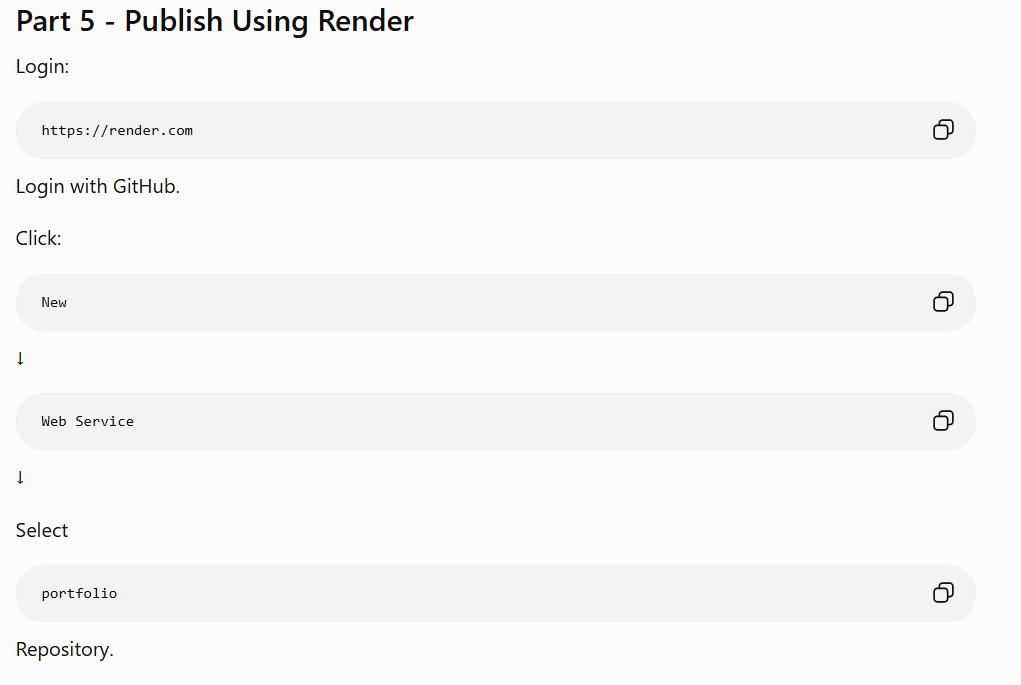 Part 5 - Publish Using Render
Login:
https://render.com
Login with GitHub.
Click:
New
↓
Web Service
↓
Select
portfolio
Repository.